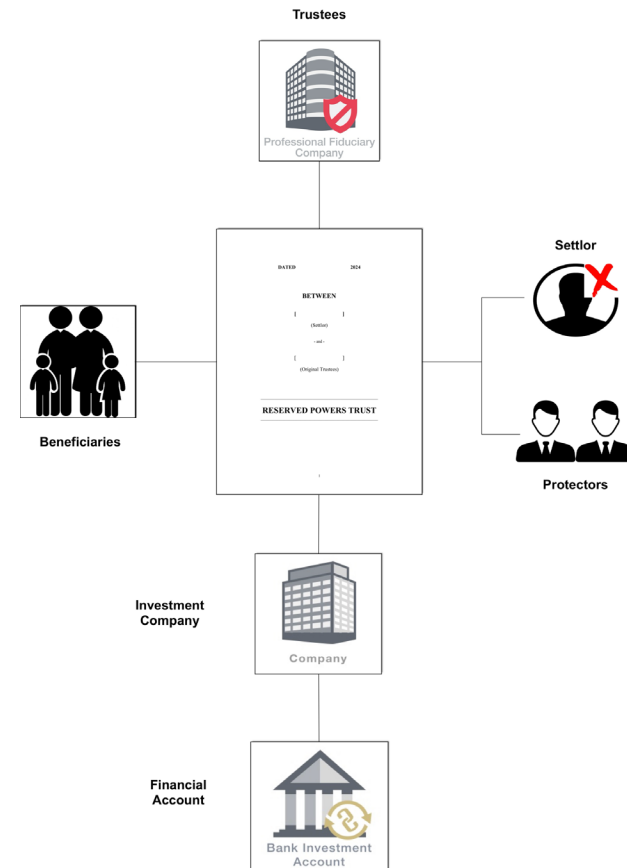 Trustees
Professional Fiduciary
Company
DATED 2024
BETWEEN
[ ]
(Settlor)
- and -
[ ]
(Original Trustees)
RESERVED POWERS TRUST
1
Settlor
Beneficiaries
Protectors
Investment
Company
Company
Financial
Account
Bank Investment
Account